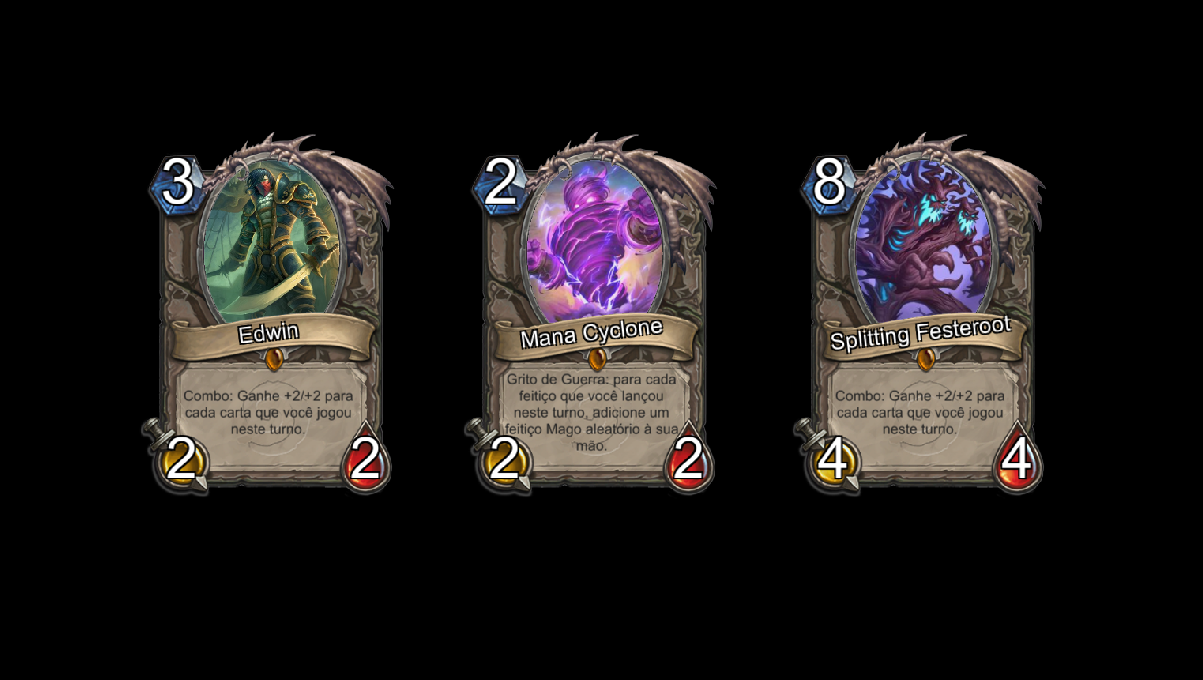 3
Edwin
Combo: Ganhe +2/+2 para
cada carta que você jogou
neste turno.
2
2
2
Mana Cyclone
Grito de Guerra: para cada
feitiço que você lançou
neste turno, adicione um
feitiço Mago aleatório à sua
mão.
2
2
8
Splitting Festeroot
Combo: Ganhe +2/+2 para
cada carta que você jogou
neste turno.
4
4